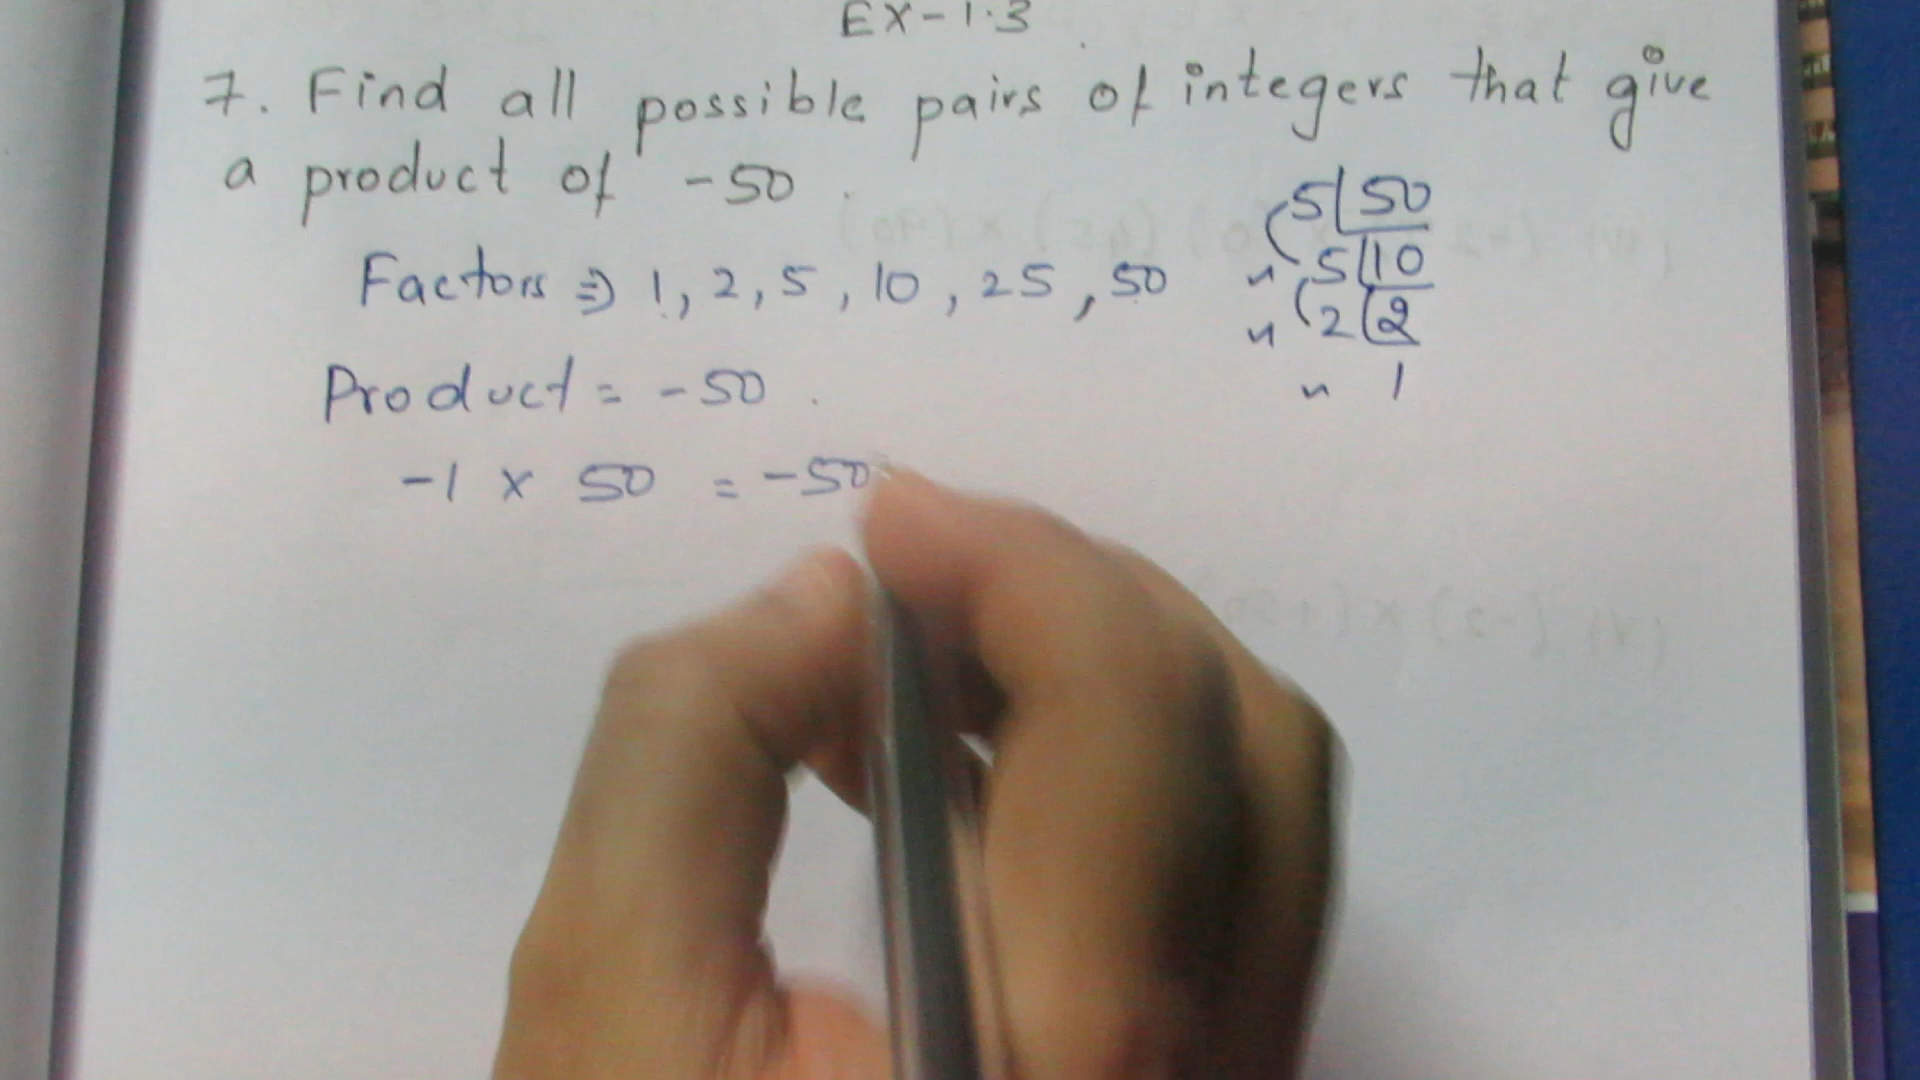 EX-1.3
7. Find all possible pairs of integers that give
a product of -50.
5|50
Factors ⇒ 1, 2, 5, 10, 25, 50
5|10
2|2
1
Product = -50.
-1 x 50 = -50